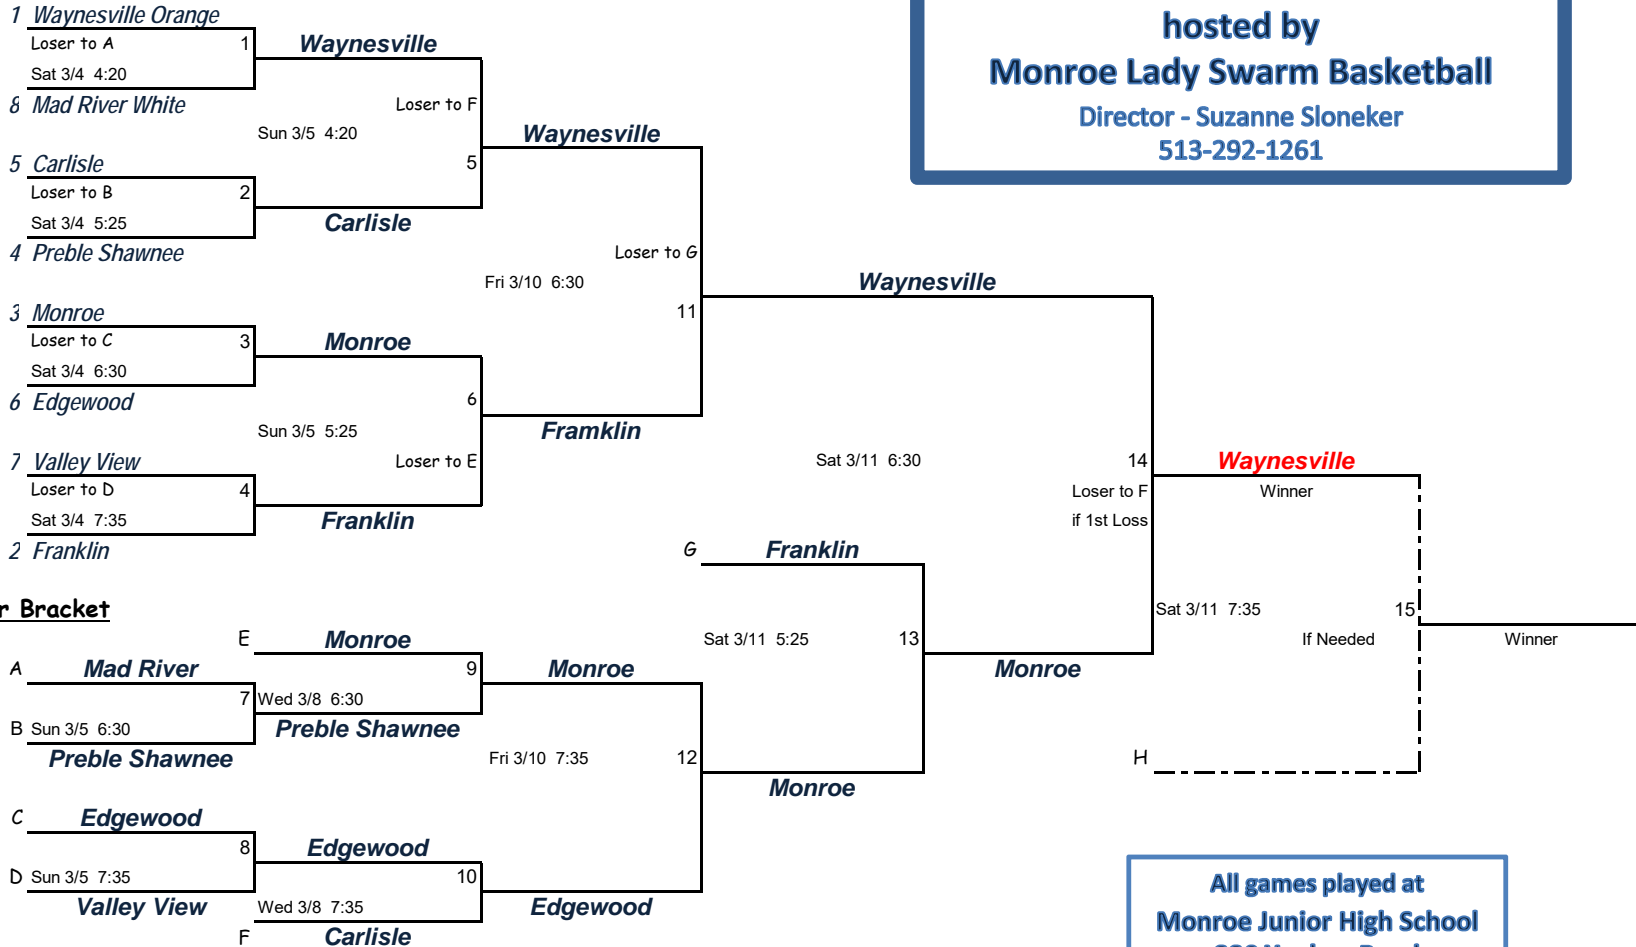 1 Waynesville Orange
Loser to A 1
Sat 3/4 4:20
8 Mad River White
Waynesville
Loser to F
Sun 3/5 4:20
5
5 Carlisle
Loser to B 2
Sat 3/4 5:25
4 Preble Shawnee
Carlisle
Waynesville
Loser to G
Fri 3/10 6:30
11
3 Monroe
Loser to C 3
Sat 3/4 6:30
6 Edgewood
Monroe
6
Sun 3/5 5:25
Loser to E
7 Valley View
Loser to D 4
Sat 3/4 7:35
2 Franklin
Franklin
Framklin
hosted by
Monroe Lady Swarm Basketball
Director - Suzanne Sloneker
513-292-1261
Waynesville
Sat 3/11 6:30 14
Loser to F
if 1st Loss
Waynesville
Winner
Sat 3/11 7:35 15
If Needed
Winner
H
r Bracket
G Franklin
Sat 3/11 5:25 13
Monroe
E Monroe
9
Wed 3/8 6:30
Preble Shawnee
A Mad River
7
B Sun 3/5 6:30
Preble Shawnee
Monroe
Fri 3/10 7:35 12
Monroe
C Edgewood
8
D Sun 3/5 7:35
Valley View
Edgewood
10
Wed 3/8 7:35
F Carlisle
Edgewood
All games played at
Monroe Junior High School